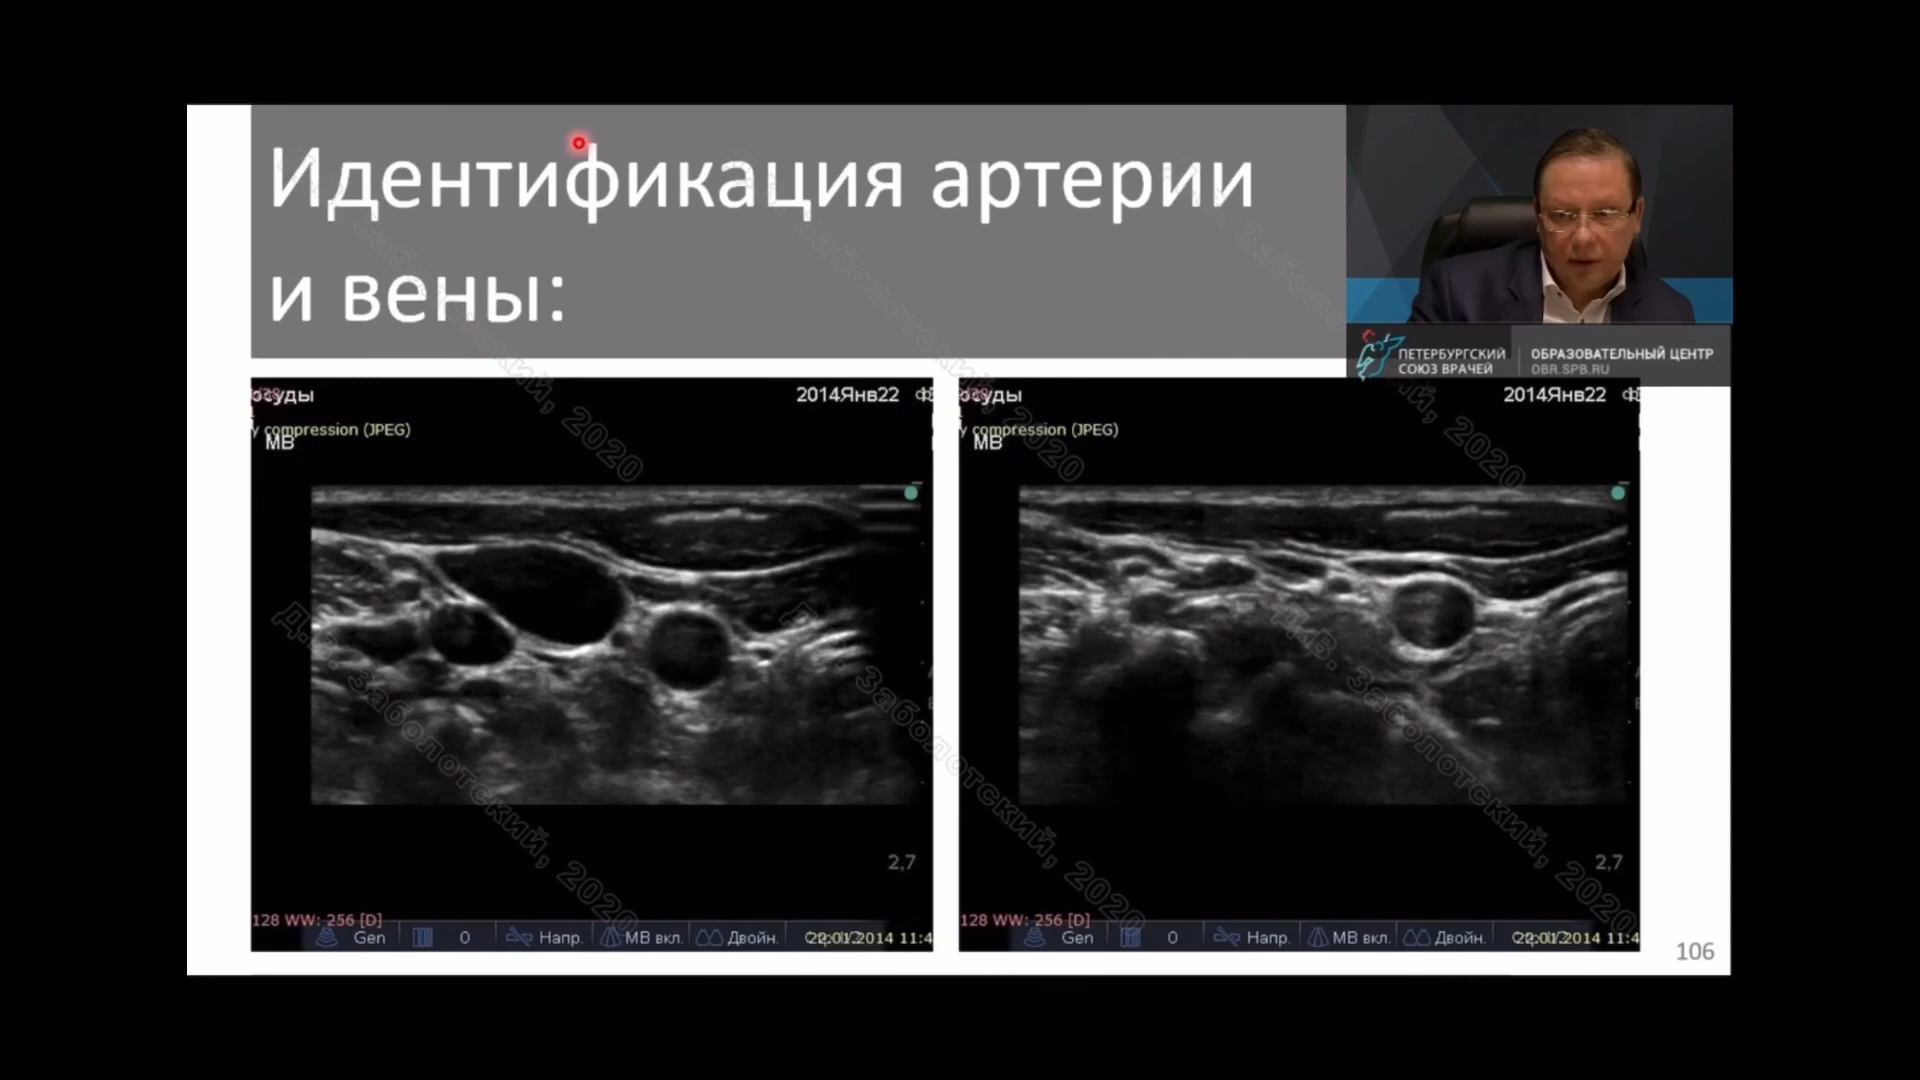 Идентификация артерии
и вены:
ПЕТЕРБУРГСКИЙ
СОЮЗ ВРАЧЕЙ
ОБРАЗОВАТЕЛЬНЫЙ ЦЕНТР
OBR.SPB.RU
2014Янв22
y compression (JPEG)
МВ
2,7
128 WW: 256 [D]
Gen
0
Напр.
МВ вкл.
Двойн.
22.01.2014 11:4
2014Янв22
y compression (JPEG)
МВ
2,7
128 WW: 256 [D]
Gen
0
Напр.
МВ вкл.
Двойн.
22.01.2014 11:4
106
Д.В. Заболотский, 2020